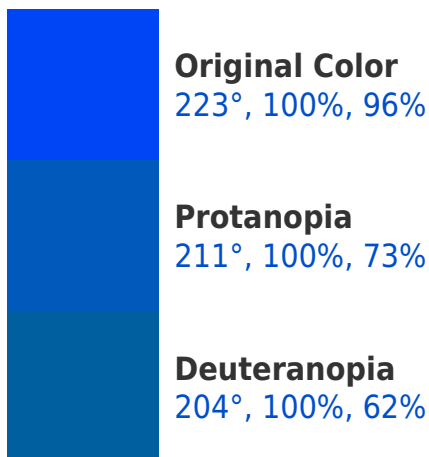 Original Color
223°, 100%, 96%
Protanopia
211°, 100%, 73%
Deuteranopia
204°, 100%, 62%